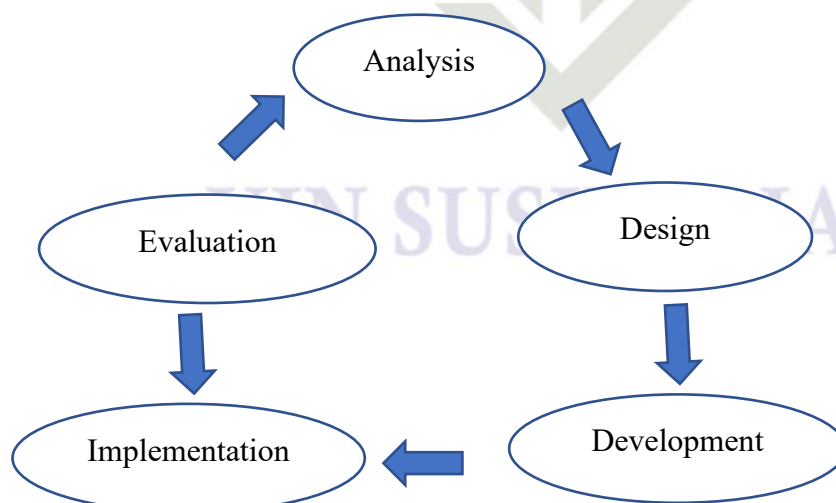 Analysis
Evaluation
Design
Implementation
Development